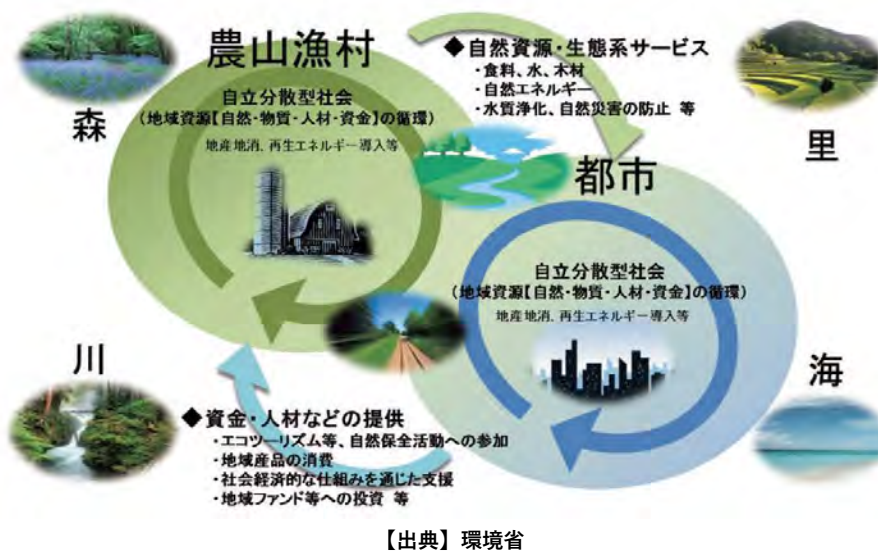 農山漁村
自立分散型社会
(地域資源【自然・物質・人材・資金】の循環)
地産地消、再生エネルギー導入等
◆自然資源・生態系サービス
・食料、水、木材
・自然エネルギー
・水質浄化、自然災害の防止 等
森
里
都市
自立分散型社会
(地域資源【自然・物質・人材・資金】の循環)
地産地消、再生エネルギー導入等
川
海
◆資金・人材などの提供
・エコツーリズム等、自然保全活動への参加
・地域産品の消費
・社会経済的な仕組みを通じた支援
・地域ファンド等への投資 等
【出典】環境省